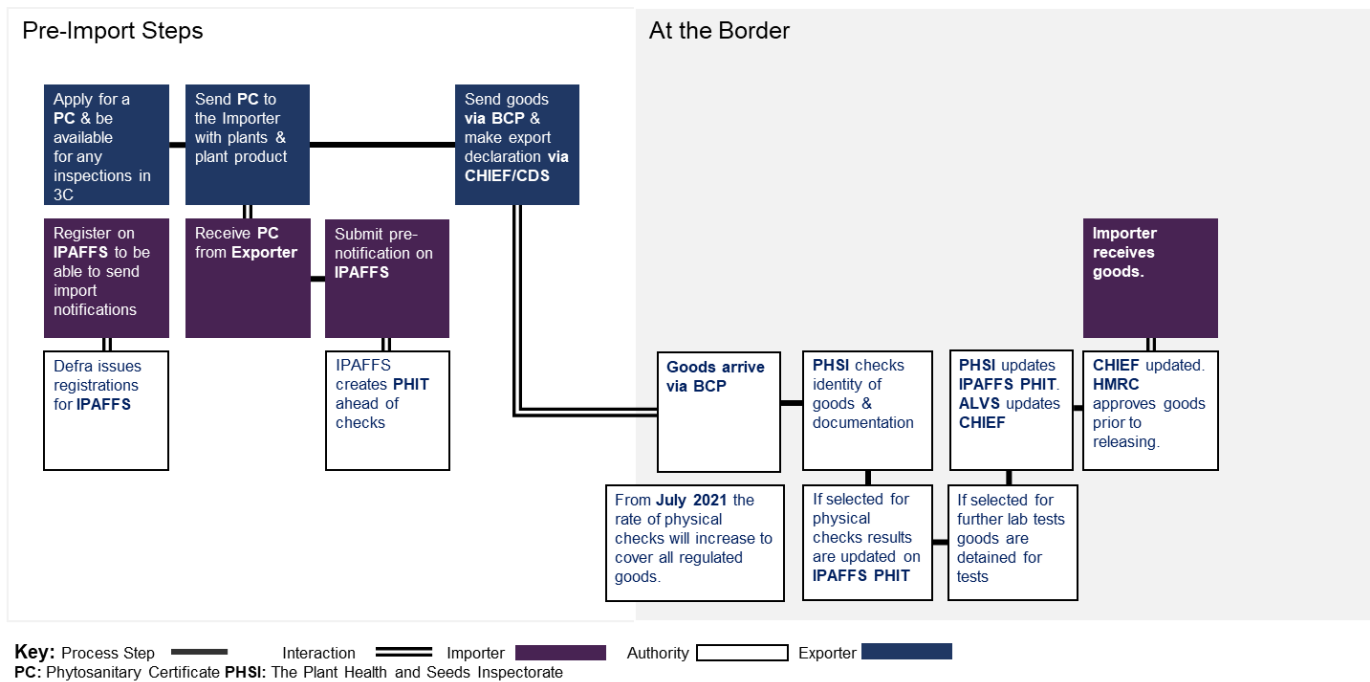 Pre-Import Steps
At the Border
Apply for a
PC & be
available
for any
inspections in
3C
Send PC to
the Importer
with plants &
plant product
Send goods
via BCP &
make export
declaration via
CHIEF/CDS
Register on
IPAFFS to be
able to send
import
notifications
Receive PC
from Exporter
Submit pre-
notification on
IPAFFS
Importer
receives
goods.
Defra issues
registrations
for IPAFFS
IPAFFS
creates PHIT
ahead of
checks
Goods arrive
via BCP
PHSI checks
identity of
goods &
documentation
PHSI updates
IPAFFS PHIT.
ALVS updates
CHIEF
CHIEF updated.
HMRC
approves goods
prior to
releasing.
From July 2021 the
rate of physical
checks will increase to
cover all regulated
goods.
If selected for
physical
checks results
are updated on
IPAFFS PHIT
If selected for
further lab tests
goods are
detained for
tests
Key: Process Step Interaction Importer Authority Exporter
PC: Phytosanitary Certificate PHSI: The Plant Health and Seeds Inspectorate